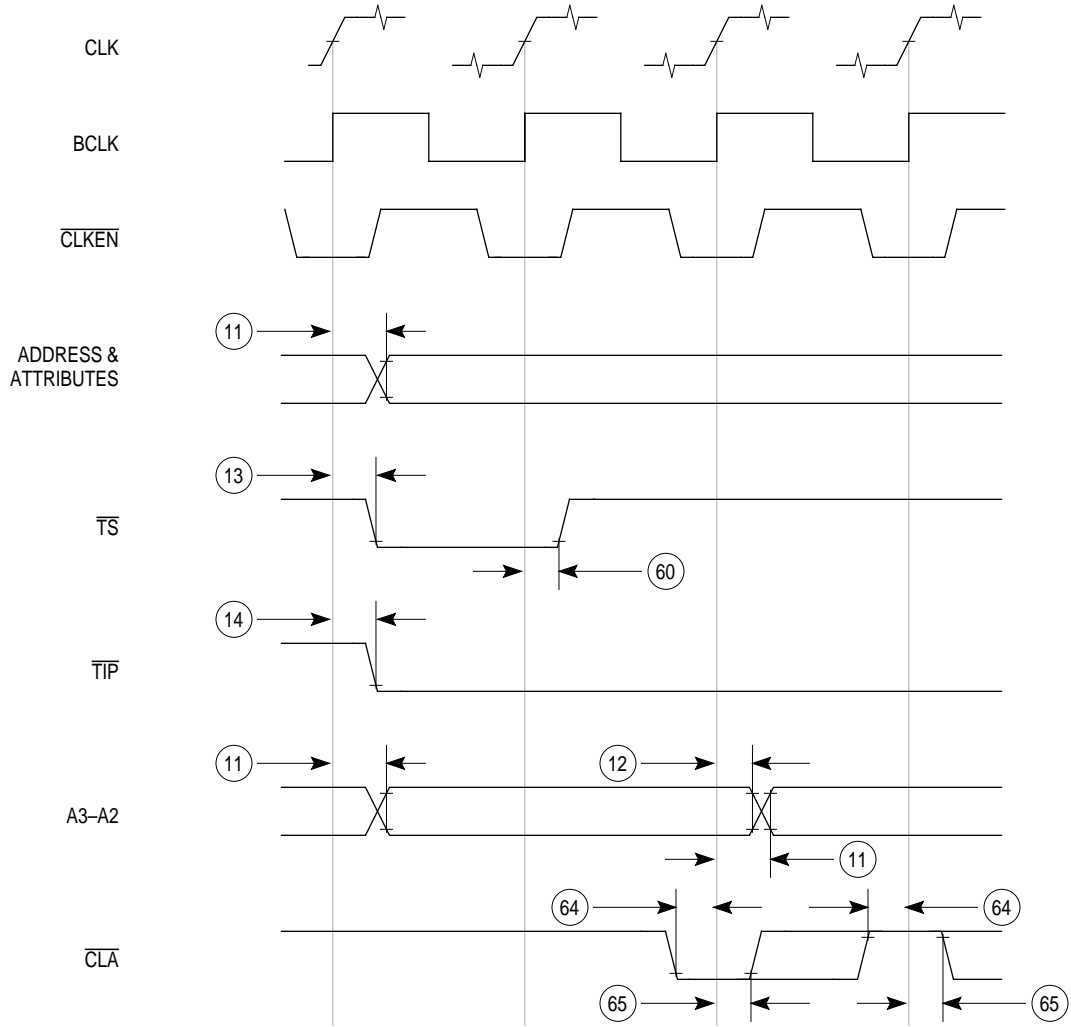 CLK
BCLK
CLKEN
11
ADDRESS &
ATTRIBUTES
13
TS
60
14
TIP
11
12
A3–A2
11
64
64
CLA
65
65